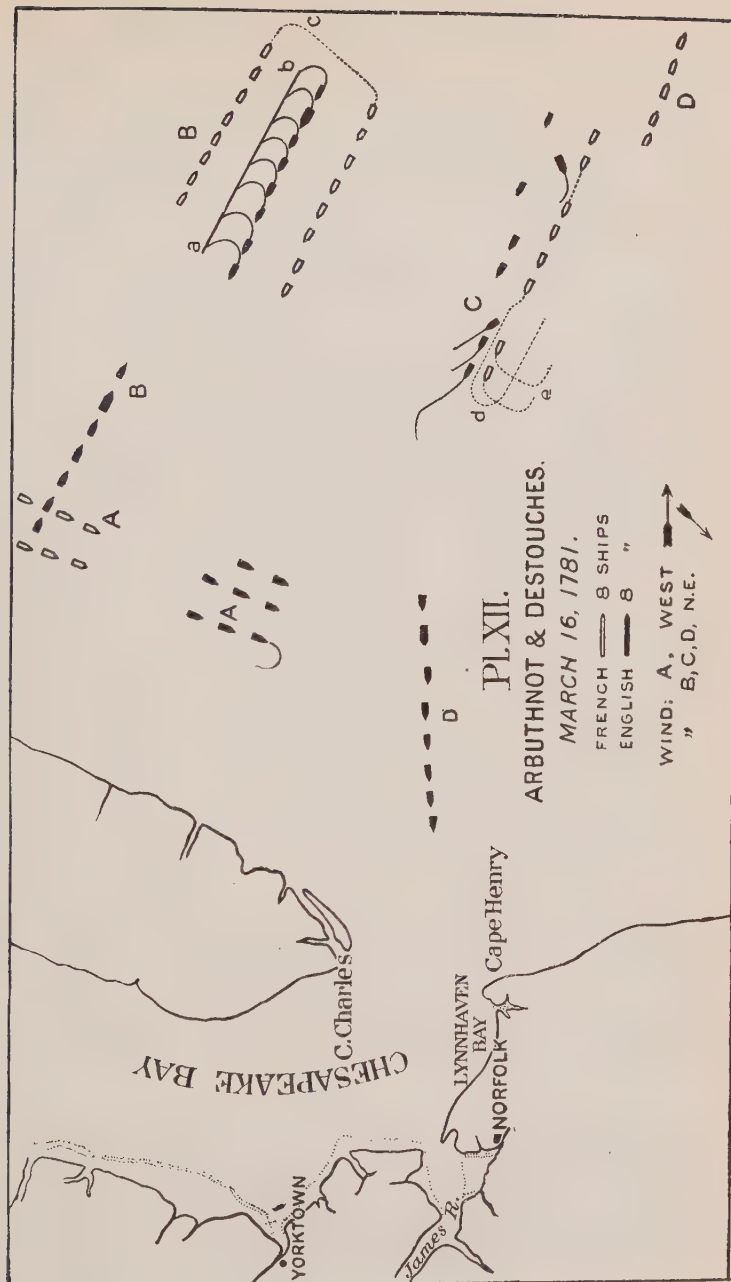 PL XII.
ARBUTHNOT & DESTOUCHES.
MARCH 16, 1781.
FRENCH 8 SHIPS
ENGLISH 8 "
WIND: A, WEST
" B, C, D, N.E.
CHESAPEAKE BAY
C. Charles
LYNNHAVEN
BAY
Cape Henry
NORFOLK
YORKTOWN
James R.
A
A
B
B
a
b
c
C
d
e
D
D